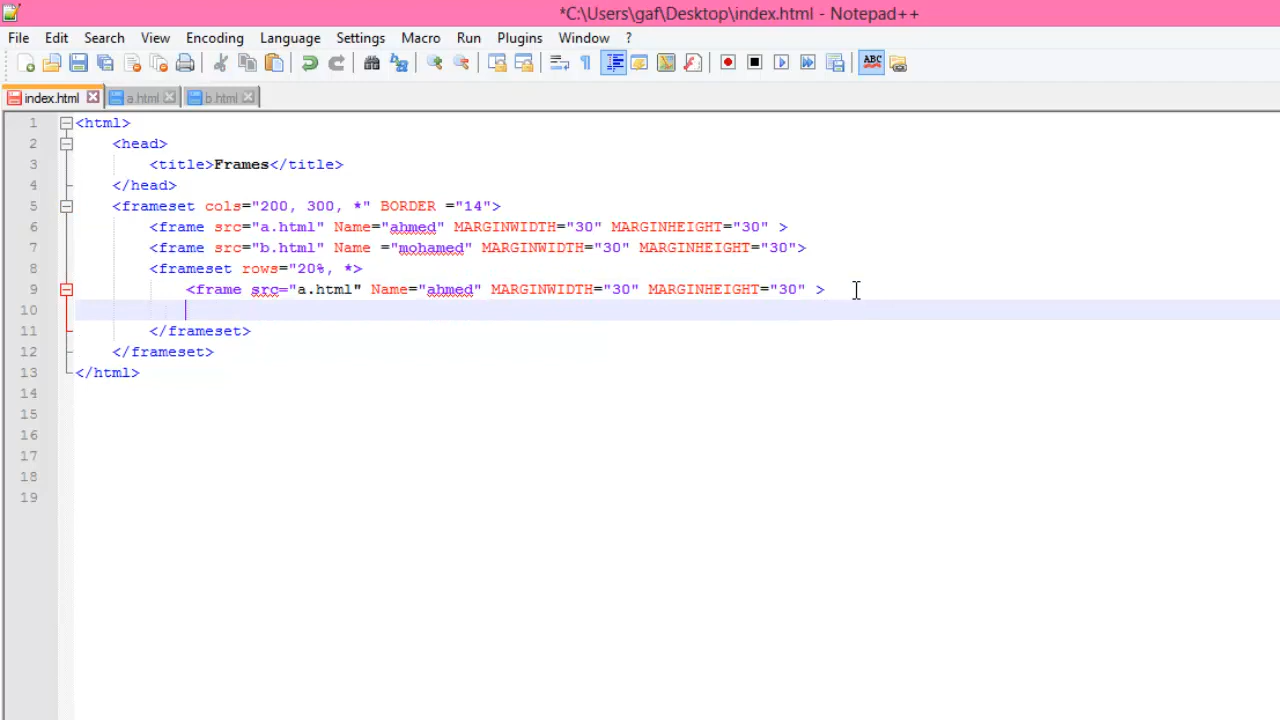 *C:\Users\gaf\Desktop\index.html - Notepad++
File Edit Search View Encoding Language Settings Macro Run Plugins Window ?
ABC
index.html a.html b.html
1 <html>
2 <head>
3 <title>Frames</title>
4 </head>
5 <frameset cols="200, 300, *" BORDER ="14">
6 <frame src="a.html" Name="ahmed" MARGINWIDTH="30" MARGINHEIGHT="30" >
7 <frame src="b.html" Name ="mohamed" MARGINWIDTH="30" MARGINHEIGHT="30">
8 <frameset rows="20%, *>
9 <frame src="a.html" Name="ahmed" MARGINWIDTH="30" MARGINHEIGHT="30" >
10
11 </frameset>
12 </frameset>
13 </html>
14
15
16
17
18
19